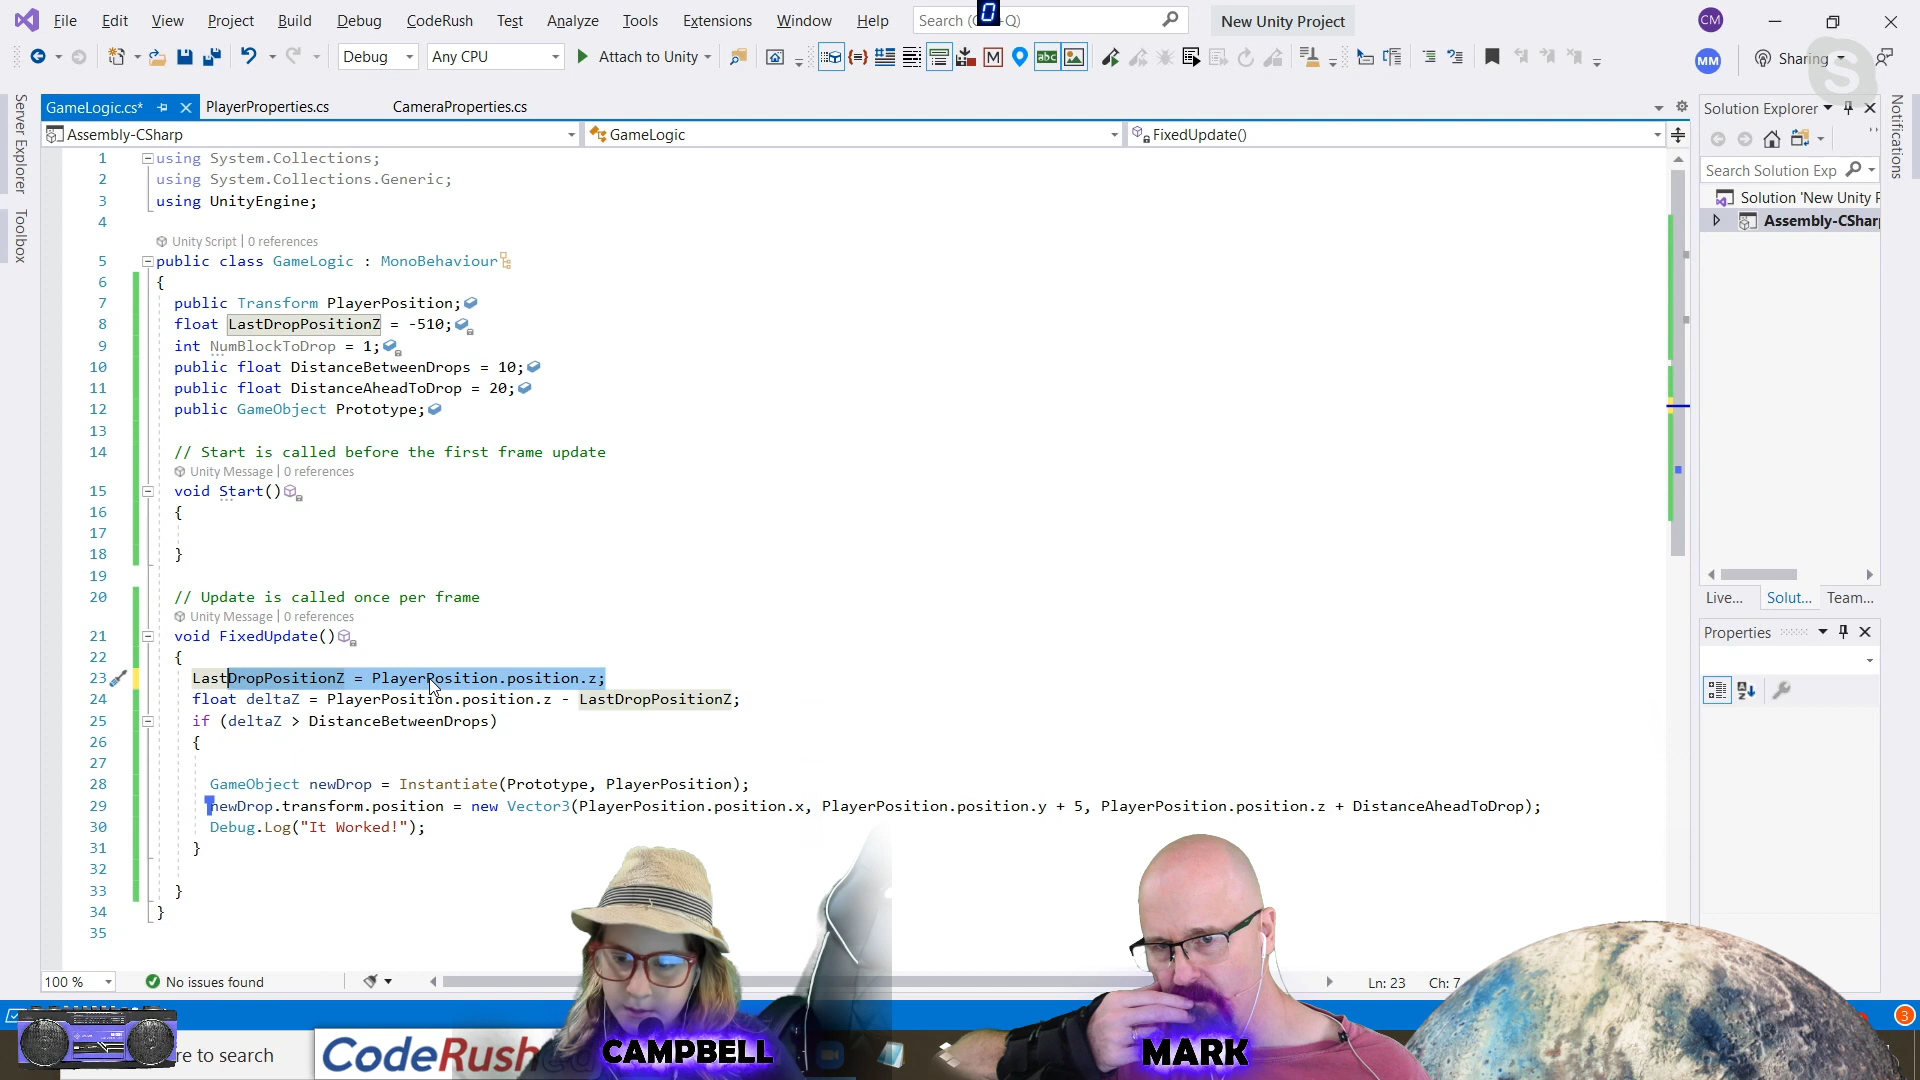 File Edit View Project Build Debug CodeRush Test Analyze Tools Extensions Window Help
0
New Unity Project
CM
Debug Any CPU Attach to Unity
MM Sharing
GameLogic.cs* PlayerProperties.cs CameraProperties.cs
Assembly-CSharp GameLogic FixedUpdate()
Server Explorer
Toolbox
Notifications
1 using System.Collections;
2 using System.Collections.Generic;
3 using UnityEngine;
4
Unity Script | 0 references
5 public class GameLogic : MonoBehaviour
6 {
7 public Transform PlayerPosition;
8 float LastDropPositionZ = -510;
9 int NumBlockToDrop = 1;
10 public float DistanceBetweenDrops = 10;
11 public float DistanceAheadToDrop = 20;
12 public GameObject Prototype;
13
14 // Start is called before the first frame update
Unity Message | 0 references
15 void Start()
16 {
17
18 }
19
20 // Update is called once per frame
Unity Message | 0 references
21 void FixedUpdate()
22 {
23 LastDropPositionZ = PlayerPosition.position.z;
24 float deltaZ = PlayerPosition.position.z - LastDropPositionZ;
25 if (deltaZ > DistanceBetweenDrops)
26 {
27
28 GameObject newDrop = Instantiate(Prototype, PlayerPosition);
29 newDrop.transform.position = new Vector3(PlayerPosition.position.x, PlayerPosition.position.y + 5, PlayerPosition.position.z + DistanceAheadToDrop);
30 Debug.Log("It Worked!");
31 }
32
33 }
34 }
35
Solution Explorer
Search Solution Exp
Solution 'New Unity P
Assembly-CShar
Live... Solut... Team...
Properties
100 % No issues found Ln: 23 Ch: 7
3
re to search
CodeRush
CAMPBELL
MARK